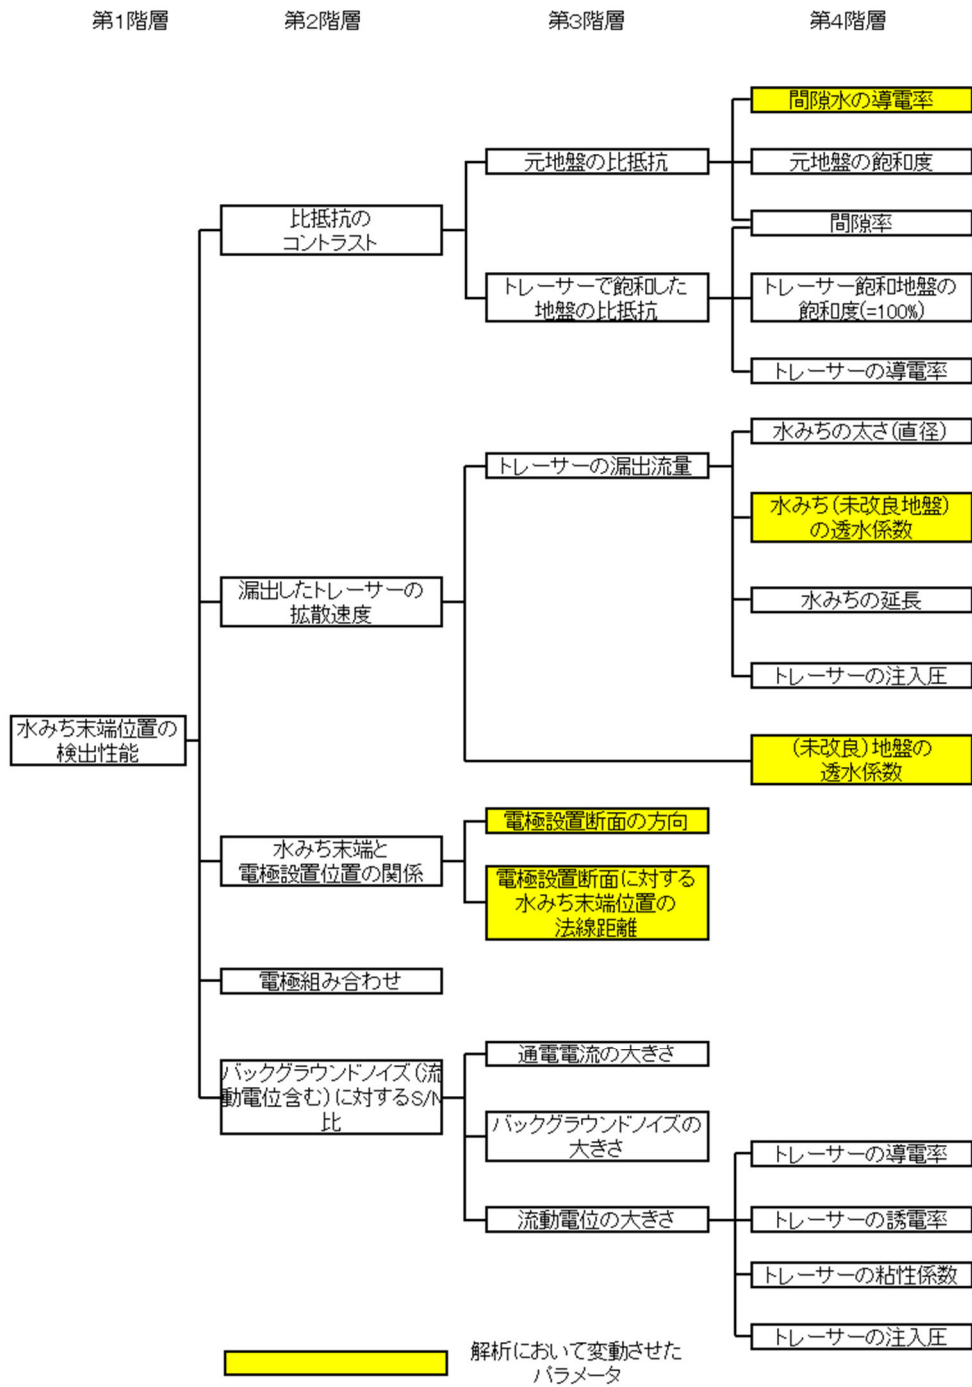 第1階層
第2階層
第3階層
第4階層
間隙水の導電率
元地盤の比抵抗
元地盤の飽和度
比抵抗の
コントラスト
間隙率
トレーサーで飽和した
地盤の比抵抗
トレーサー飽和地盤の
飽和度(=100%)
トレーサーの導電率
水みちの太さ(直径)
トレーサーの漏出流量
水みち(未改良地盤)
の透水係数
漏出したトレーサーの
拡散速度
水みちの延長
トレーサーの注入圧
水みち末端位置の
検出性能
(未改良)地盤の
透水係数
電極設置断面の方向
水みち末端と
電極設置位置の関係
電極設置断面に対する
水みち末端位置の
法線距離
電極組み合わせ
通電電流の大きさ
バックグラウンドノイズ(流
動電位含む)に対するS/N
比
バックグラウンドノイズの
大きさ
トレーサーの導電率
流動電位の大きさ
トレーサーの誘電率
トレーサーの粘性係数
トレーサーの注入圧
解析において変動させた
パラメータ